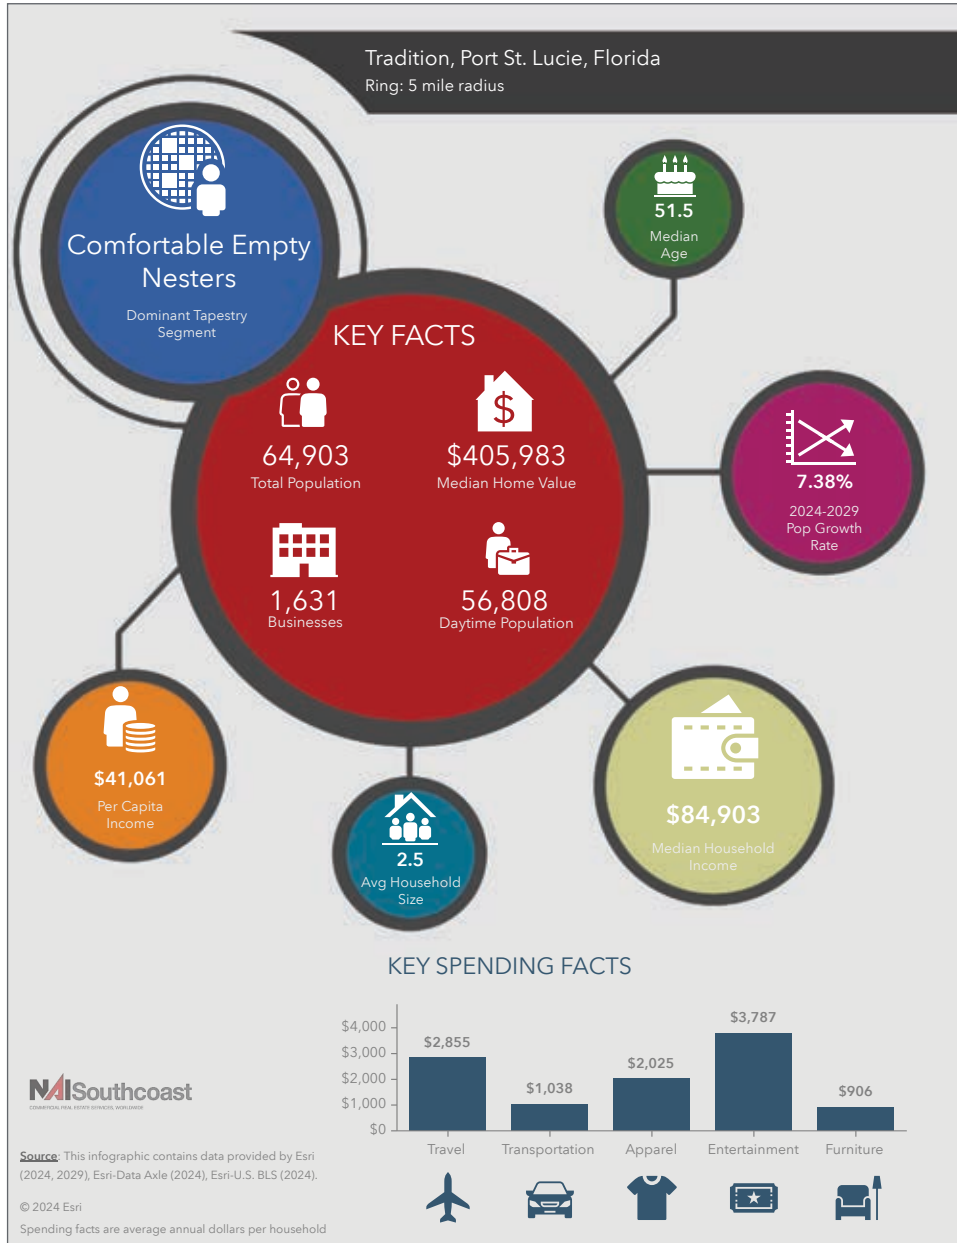 Tradition, Port St. Lucie, Florida
Ring: 5 mile radius
Comfortable Empty
Nesters
Dominant Tapestry
Segment
51.5
Median
Age
KEY FACTS
64,903
Total Population
$405,983
Median Home Value
1,631
Businesses
56,808
Daytime Population
7.38%
2024-2029
Pop Growth
Rate
$41,061
Per Capita
Income
2.5
Avg Household
Size
$84,903
Median Household
Income
KEY SPENDING FACTS
$4,000
$3,000
$2,000
$1,000
$0
$2,855
$1,038
$2,025
$3,787
$906
Travel
Transportation
Apparel
Entertainment
Furniture
NAISouthcoast
COMMERCIAL REAL ESTATE SERVICES, WORLDWIDE
Source: This infographic contains data provided by Esri
(2024, 2029), Esri-Data Axle (2024), Esri-U.S. BLS (2024).
© 2024 Esri
Spending facts are average annual dollars per household